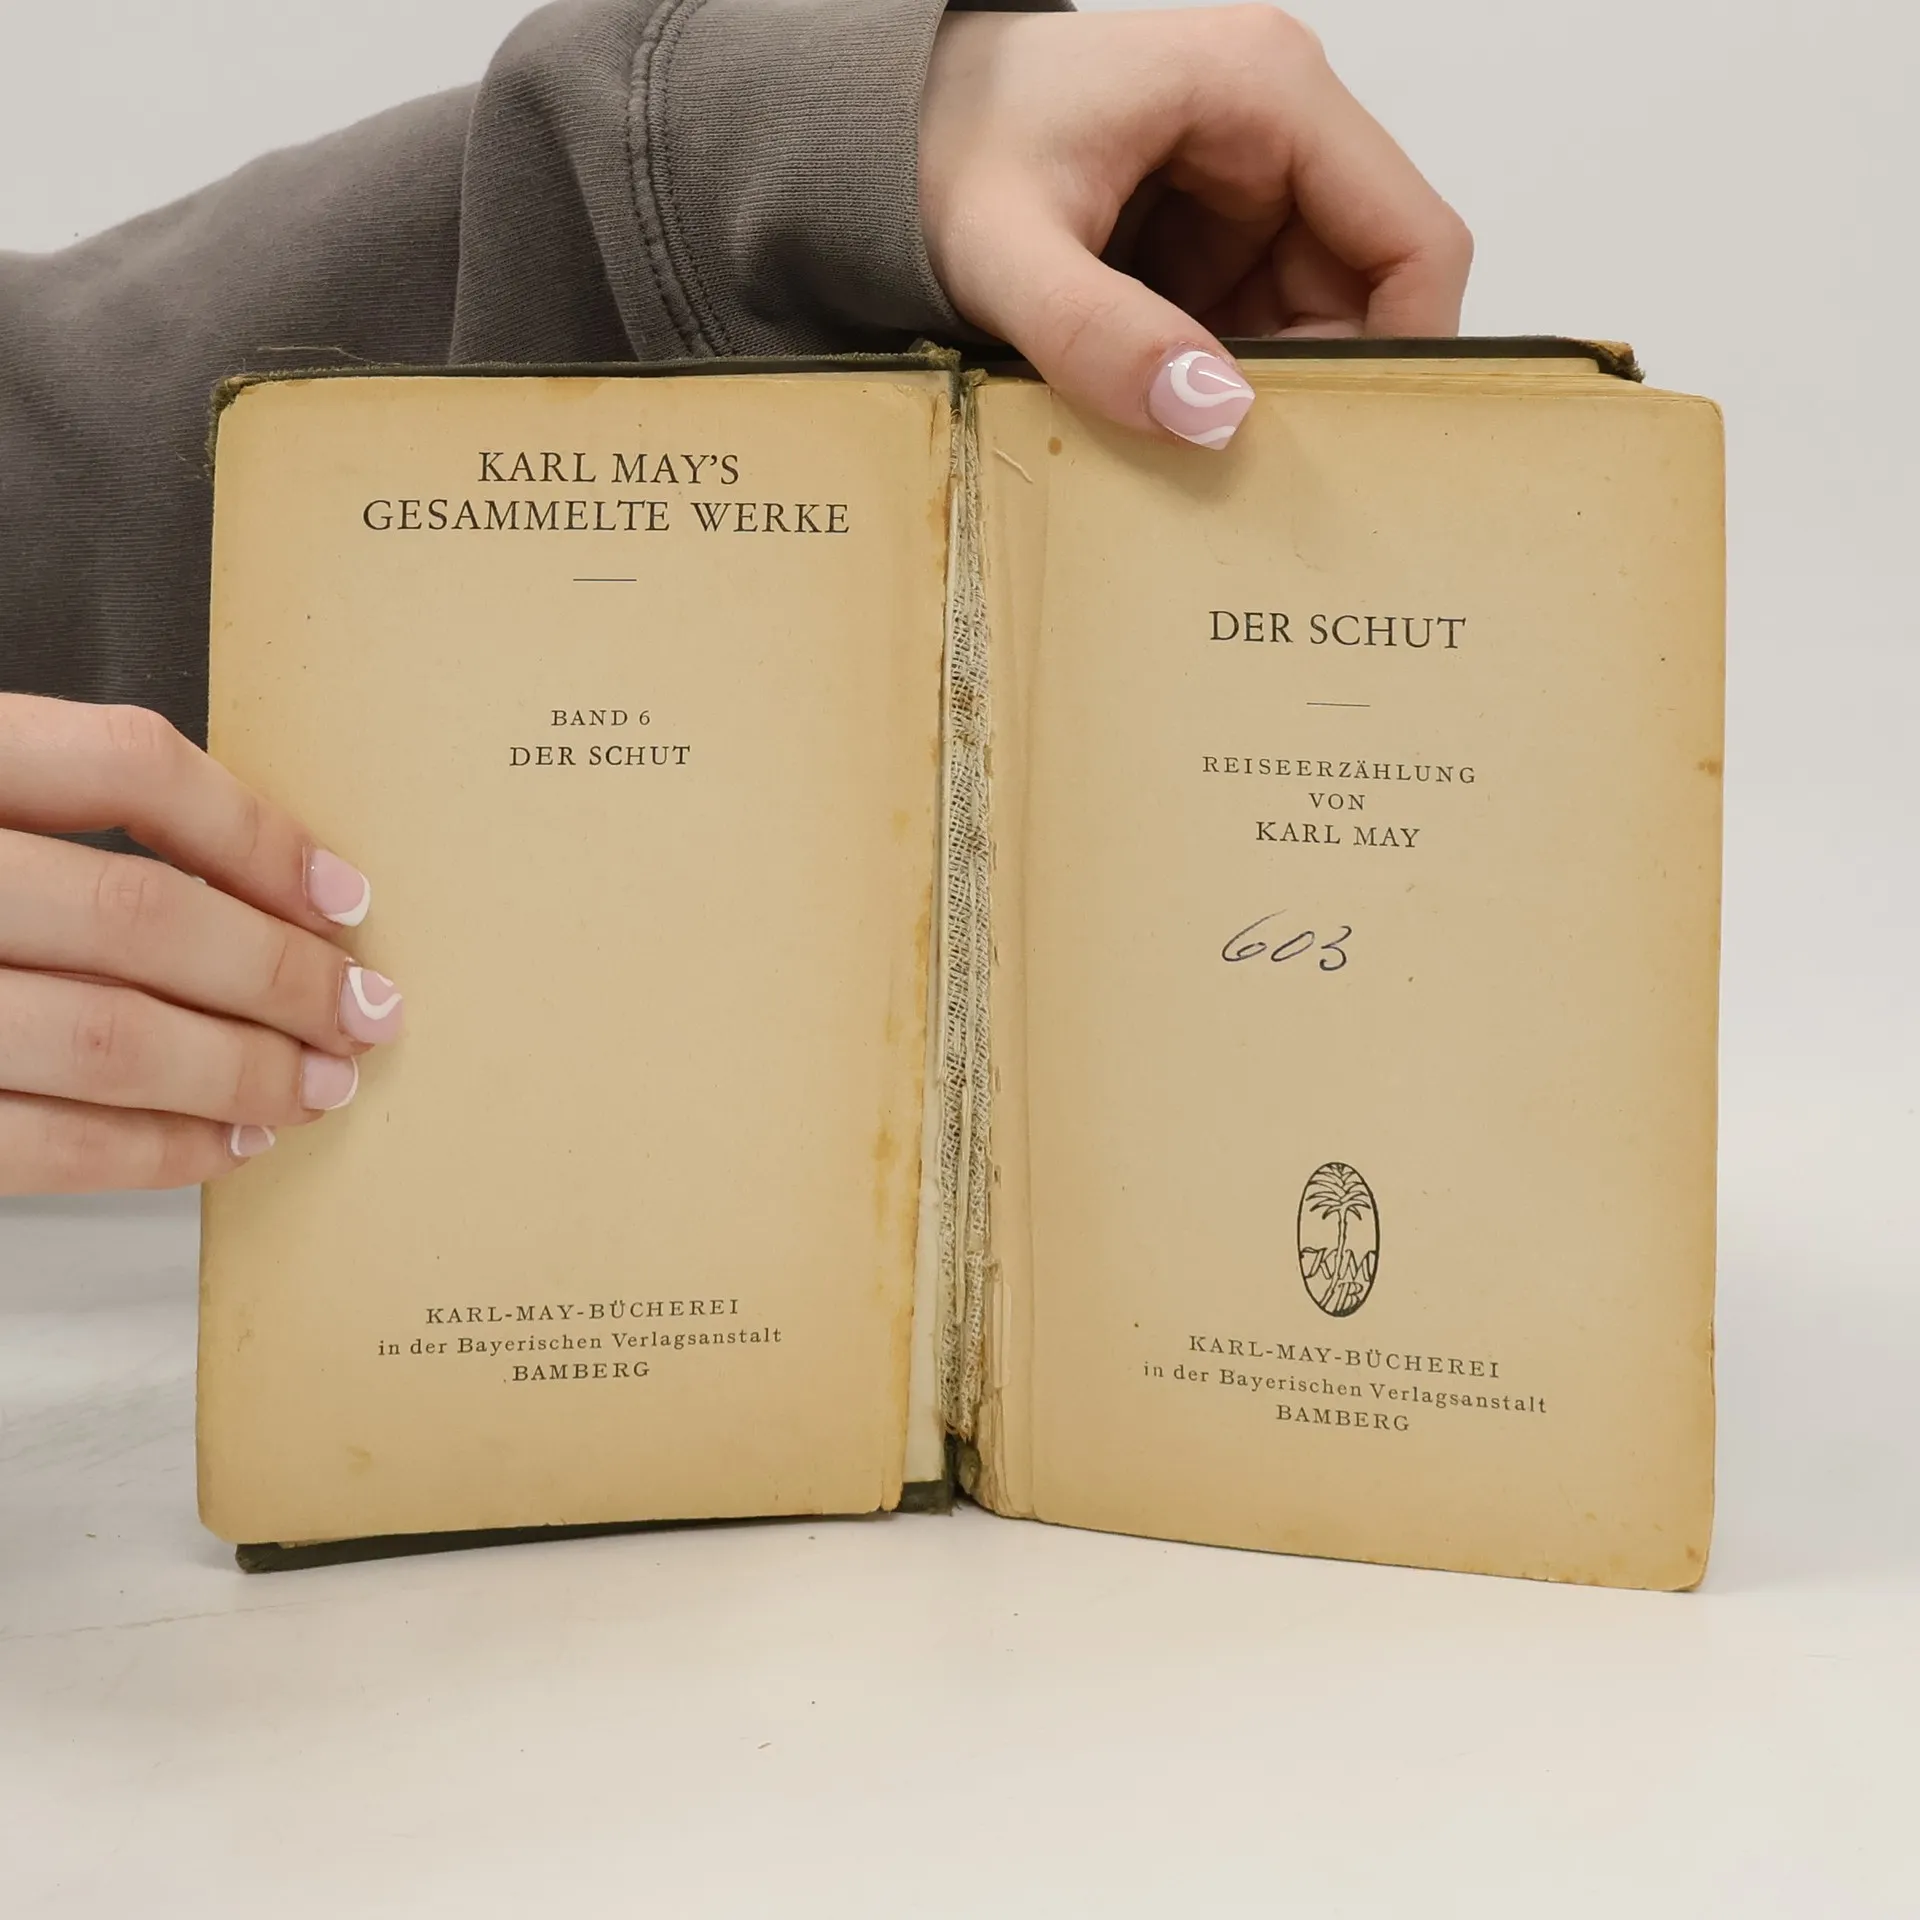 KARL MAY'S
GESAMMELTE WERKE
BAND 6
DER SCHUT
KARL-MAY-BÜCHEREI
in der Bayerischen Verlagsanstalt
BAMBERG
DER SCHUT
REISEERZÄHLUNG
VON
KARL MAY
603
KM
B
KARL-MAY-BÜCHEREI
in der Bayerischen Verlagsanstalt
BAMBERG